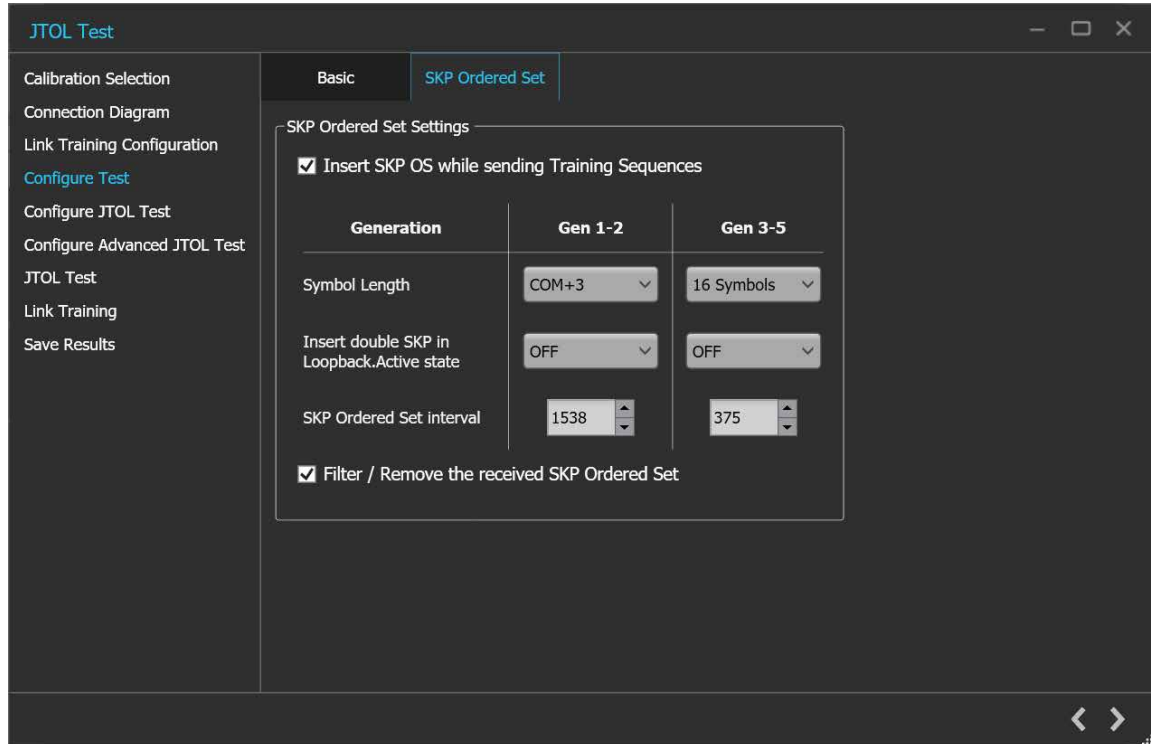 JTOL Test
Calibration Selection
Connection Diagram
Link Training Configuration
Configure Test
Configure JTOL Test
Configure Advanced JTOL Test
JTOL Test
Link Training
Save Results
Basic
SKP Ordered Set
SKP Ordered Set Settings
Insert SKP OS while sending Training Sequences
Generation Gen 1-2 Gen 3-5
Symbol Length COM+3 16 Symbols
Insert double SKP in
Loopback.Active state
OFF OFF
SKP Ordered Set interval 1538 375
Filter / Remove the received SKP Ordered Set